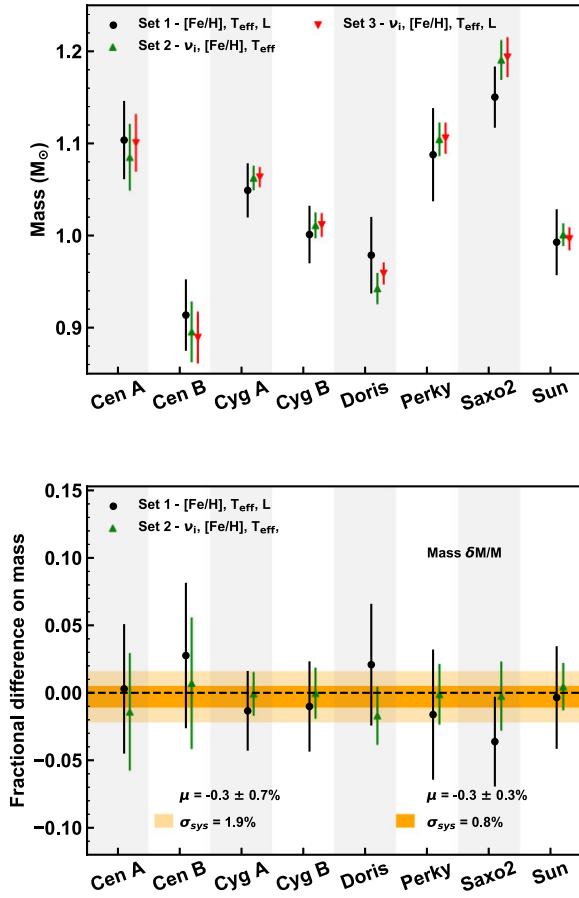 Set 1 - [Fe/H], Teff, L
Set 3 - νi, [Fe/H], Teff, L
Set 2 - νi, [Fe/H], Teff
Mass (M⊙)
1.2
1.1
1.0
0.9
Cen A
Cen B
Cyg A
Cyg B
Doris
Perky
Saxo2
Sun
Set 1 - [Fe/H], Teff, L
Set 2 - νi, [Fe/H], Teff,
Mass δM/M
Fractional difference on mass
0.15
0.10
0.05
0.00
−0.05
−0.10
μ = -0.3 ± 0.7%
μ = -0.3 ± 0.3%
σsys = 1.9%
σsys = 0.8%
Cen A
Cen B
Cyg A
Cyg B
Doris
Perky
Saxo2
Sun